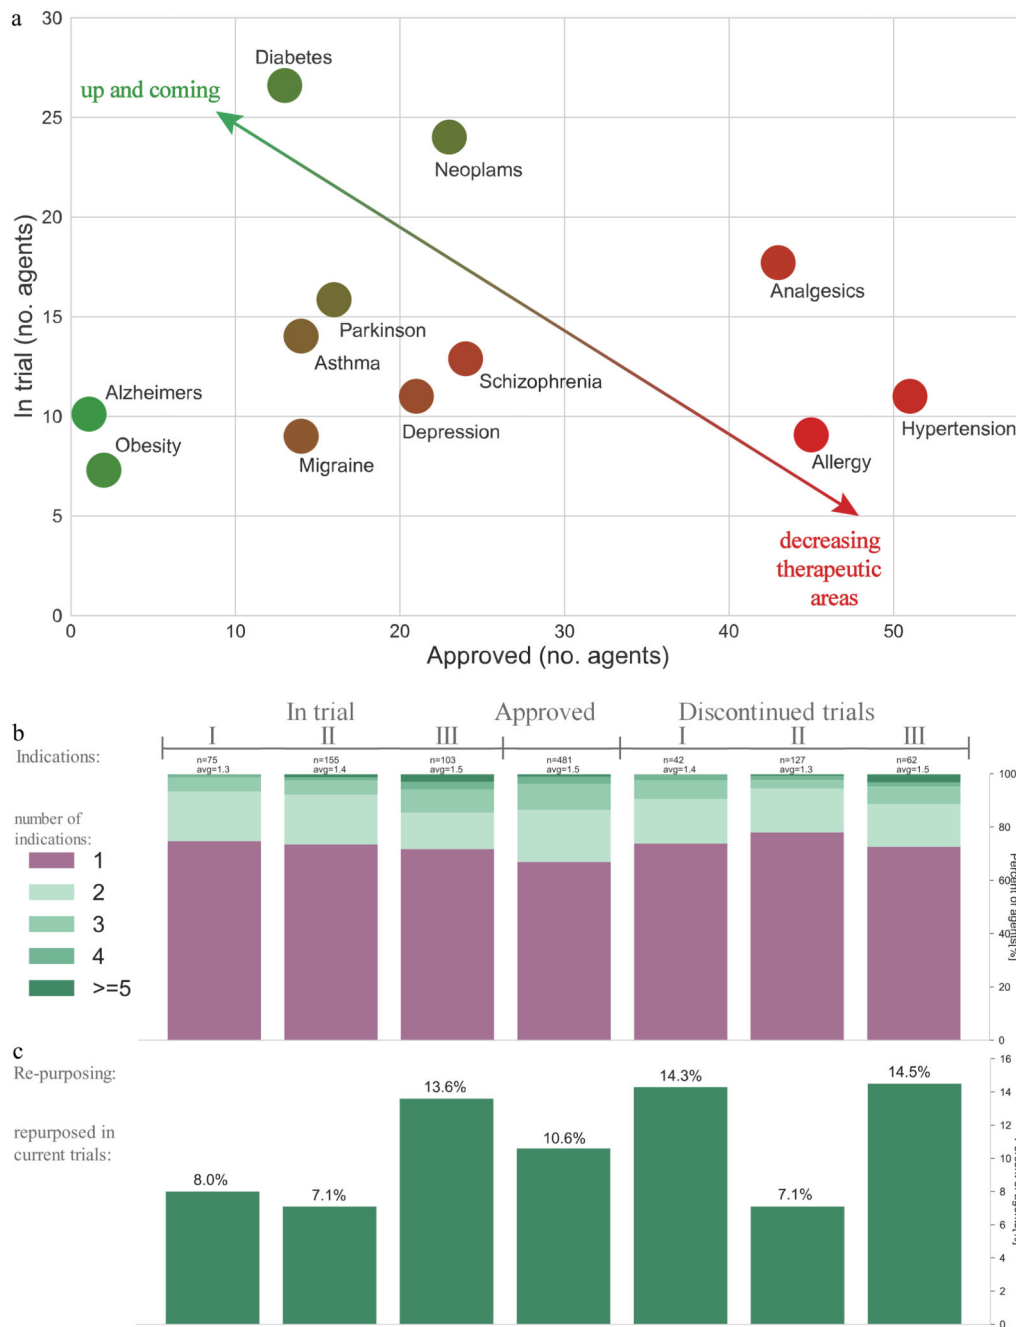 a
30
25
20
15
10
5
0
In trial (no. agents)
up and coming
Diabetes
Neoplams
Analgesics
Parkinson
Asthma
Schizophrenia
Alzheimers
Depression
Hypertension
Obesity
Migraine
Allergy
decreasing
therapeutic
areas
0 10 20 30 40 50
Approved (no. agents)
b
In trial Approved Discontinued trials
I II III I II III
Indications:
n=75 n=155 n=103 n=481 n=42 n=127 n=62
avg=1.3 avg=1.4 avg=1.5 avg=1.5 avg=1.4 avg=1.3 avg=1.5
number of
indications:
1
2
3
4
>=5
100
80
60
40
20
0
Percent of agents[%]
c
Re-purposing:
repurposed in
current trials:
8.0%
7.1%
13.6%
10.6%
14.3%
7.1%
14.5%
16
14
12
10
8
6
4
2
0